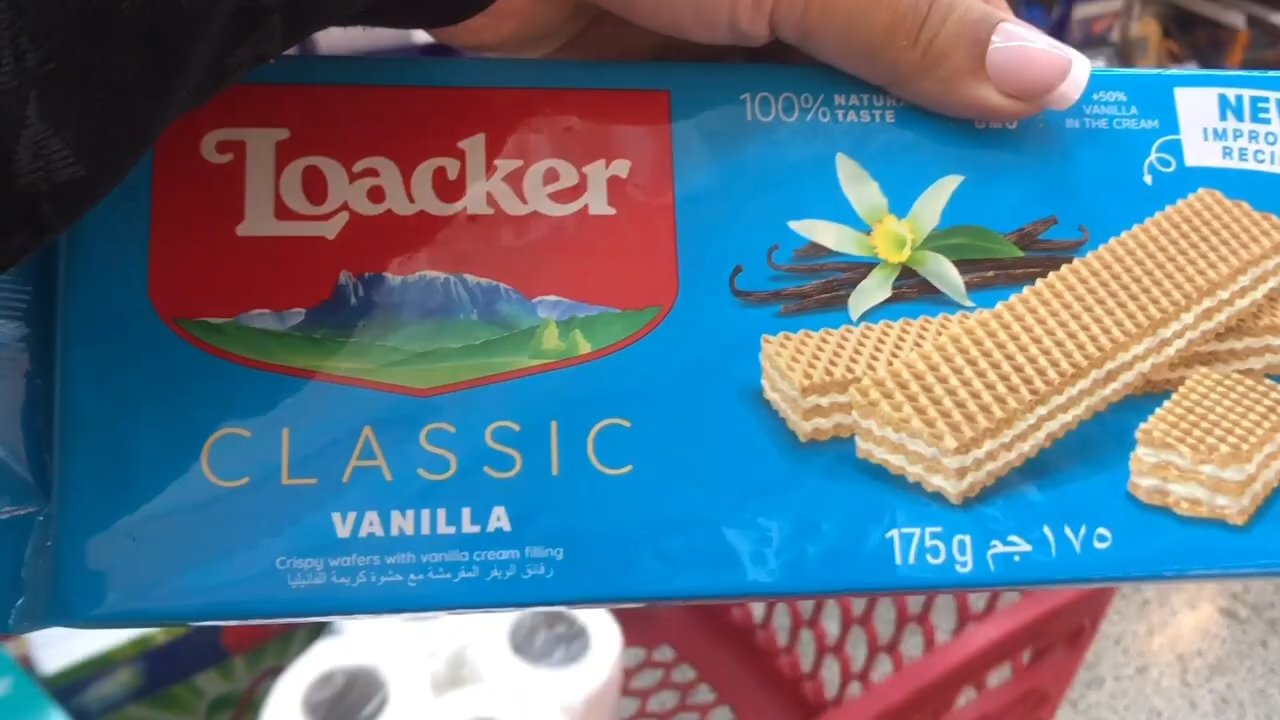 Loacker
CLASSIC
VANILLA
Crispy wafers with vanilla cream filling
رقائق الويفر المقرمشة مع حشوة كريمة الفانيليا
100%
TASTE
GMO
+50%
VANILLA
IN THE CREAM
175g ١٧٥ جم